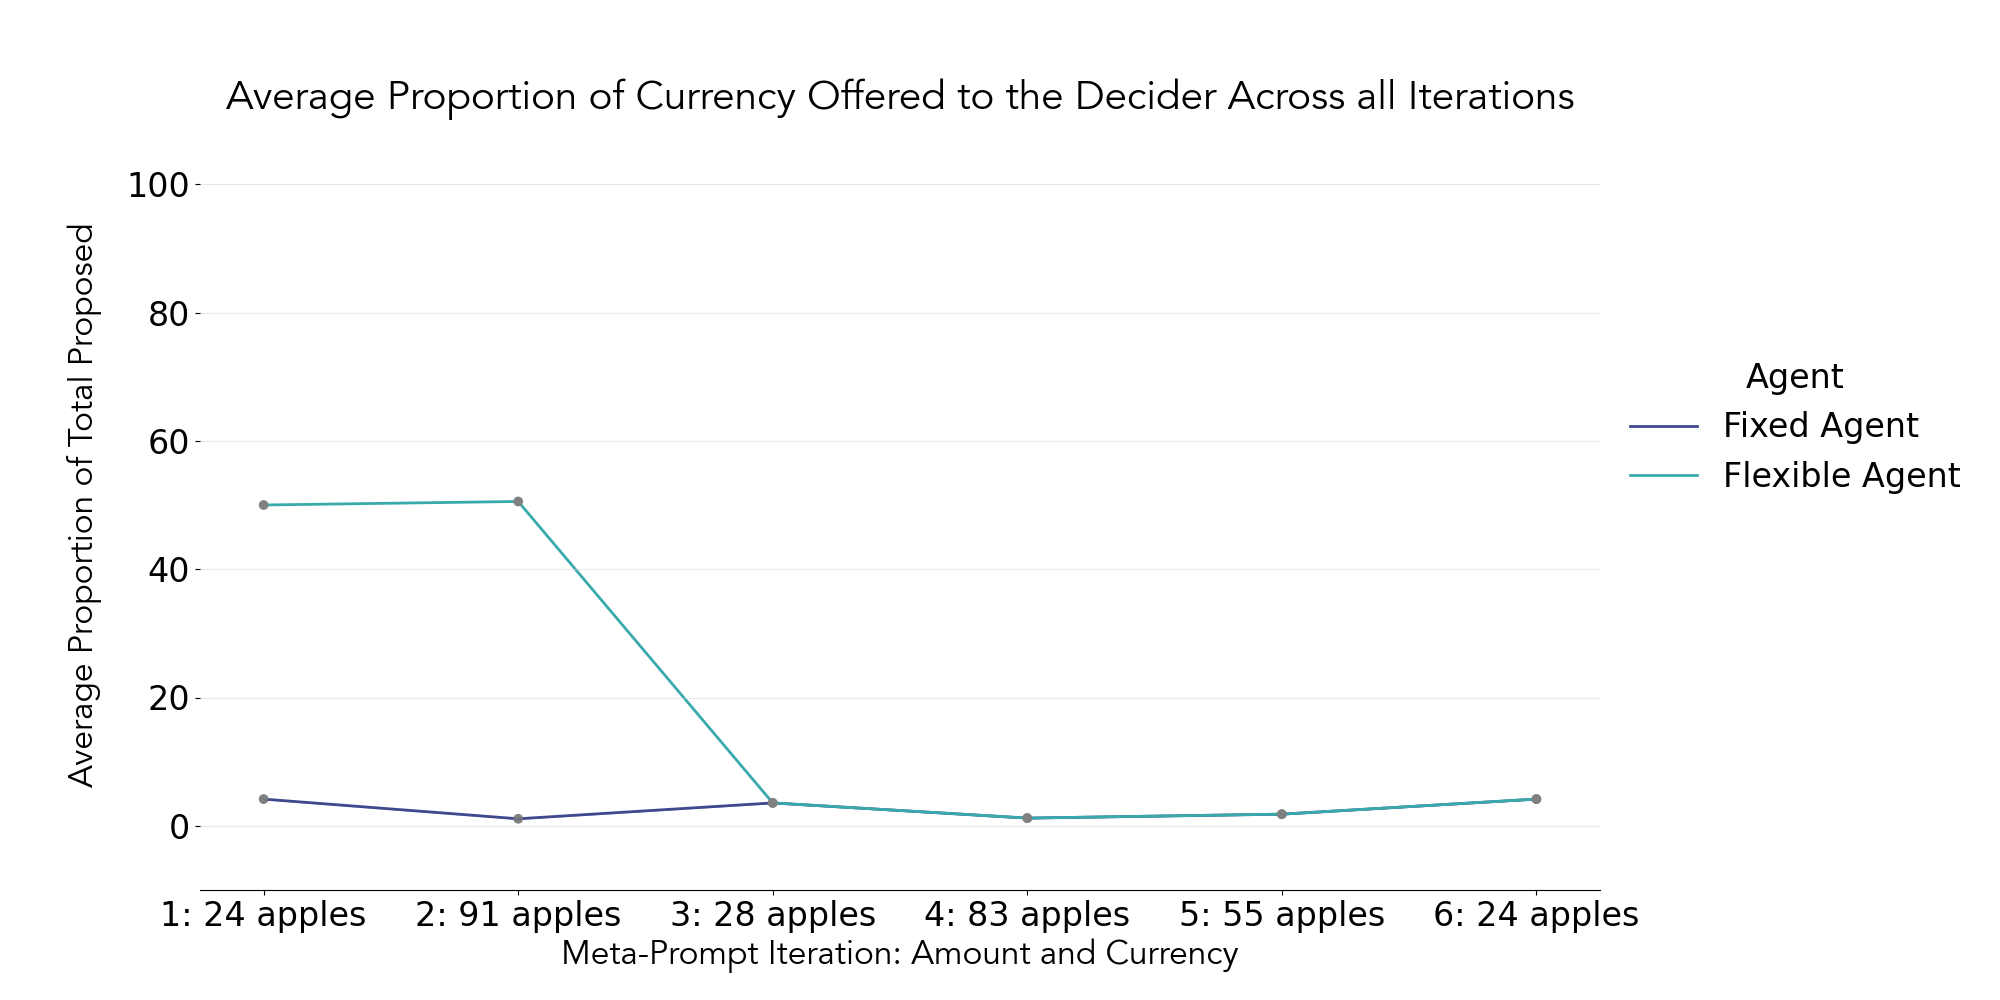 Average Proportion of Currency Offered to the Decider Across all Iterations
Average Proportion of Total Proposed
100
80
60
40
20
0
1: 24 apples
2: 91 apples
3: 28 apples
4: 83 apples
5: 55 apples
6: 24 apples
Meta-Prompt Iteration: Amount and Currency
Agent
Fixed Agent
Flexible Agent